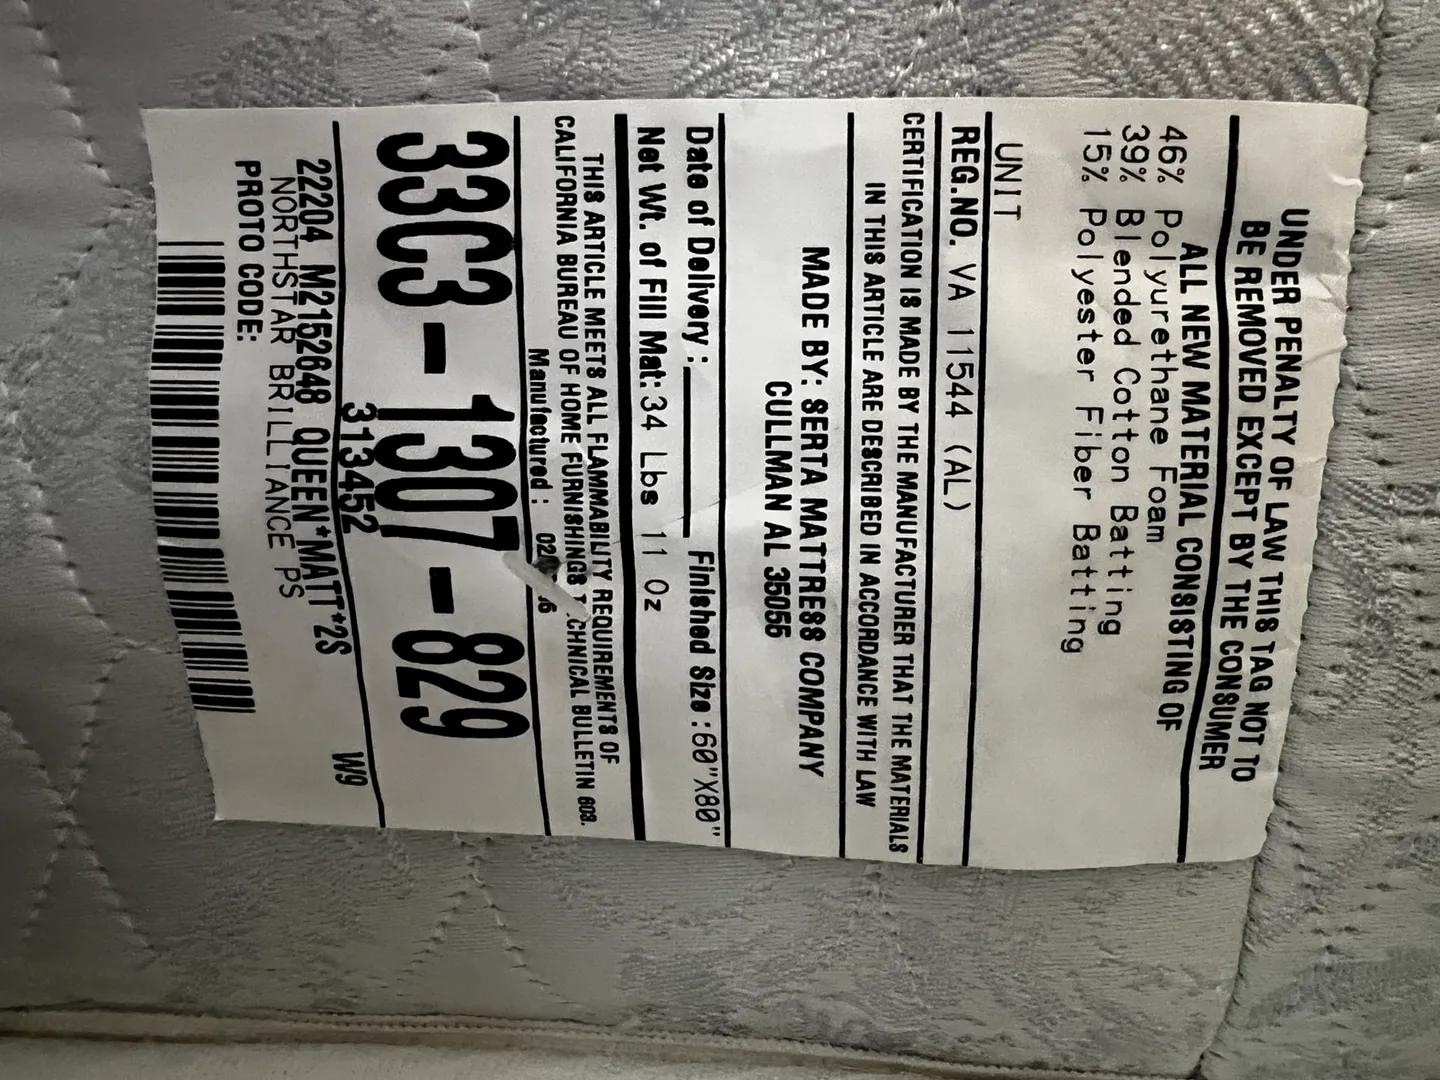 UNDER PENALTY OF LAW THIS TAG NOT TO
BE REMOVED EXCEPT BY THE CONSUMER
ALL NEW MATERIAL CONSISTING OF
46% Polyurethane Foam
39% Blended Cotton Batting
15% Polyester Fiber Batting
UNIT
REG.NO. VA 11544 (AL)
CERTIFICATION IS MADE BY THE MANUFACTURER THAT THE MATERIALS
IN THIS ARTICLE ARE DESCRIBED IN ACCORDANCE WITH LAW
MADE BY: SERTA MATTRESS COMPANY
CULLMAN AL 35055
Date of Delivery: Finished Size: 60"X80"
Net Wt. of Fill Mat: 34 Lbs 11 Oz
THIS ARTICLE MEETS ALL FLAMMABILITY REQUIREMENTS OF
CALIFORNIA BUREAU OF HOME FURNISHINGS BULLETIN 603.
Manufactured:
33C3-1307-829
313452 W9
22204 M2152648 QUEEN*MATT*2S
NORTHSTAR BRILLIANCE PS
PROTO CODE: